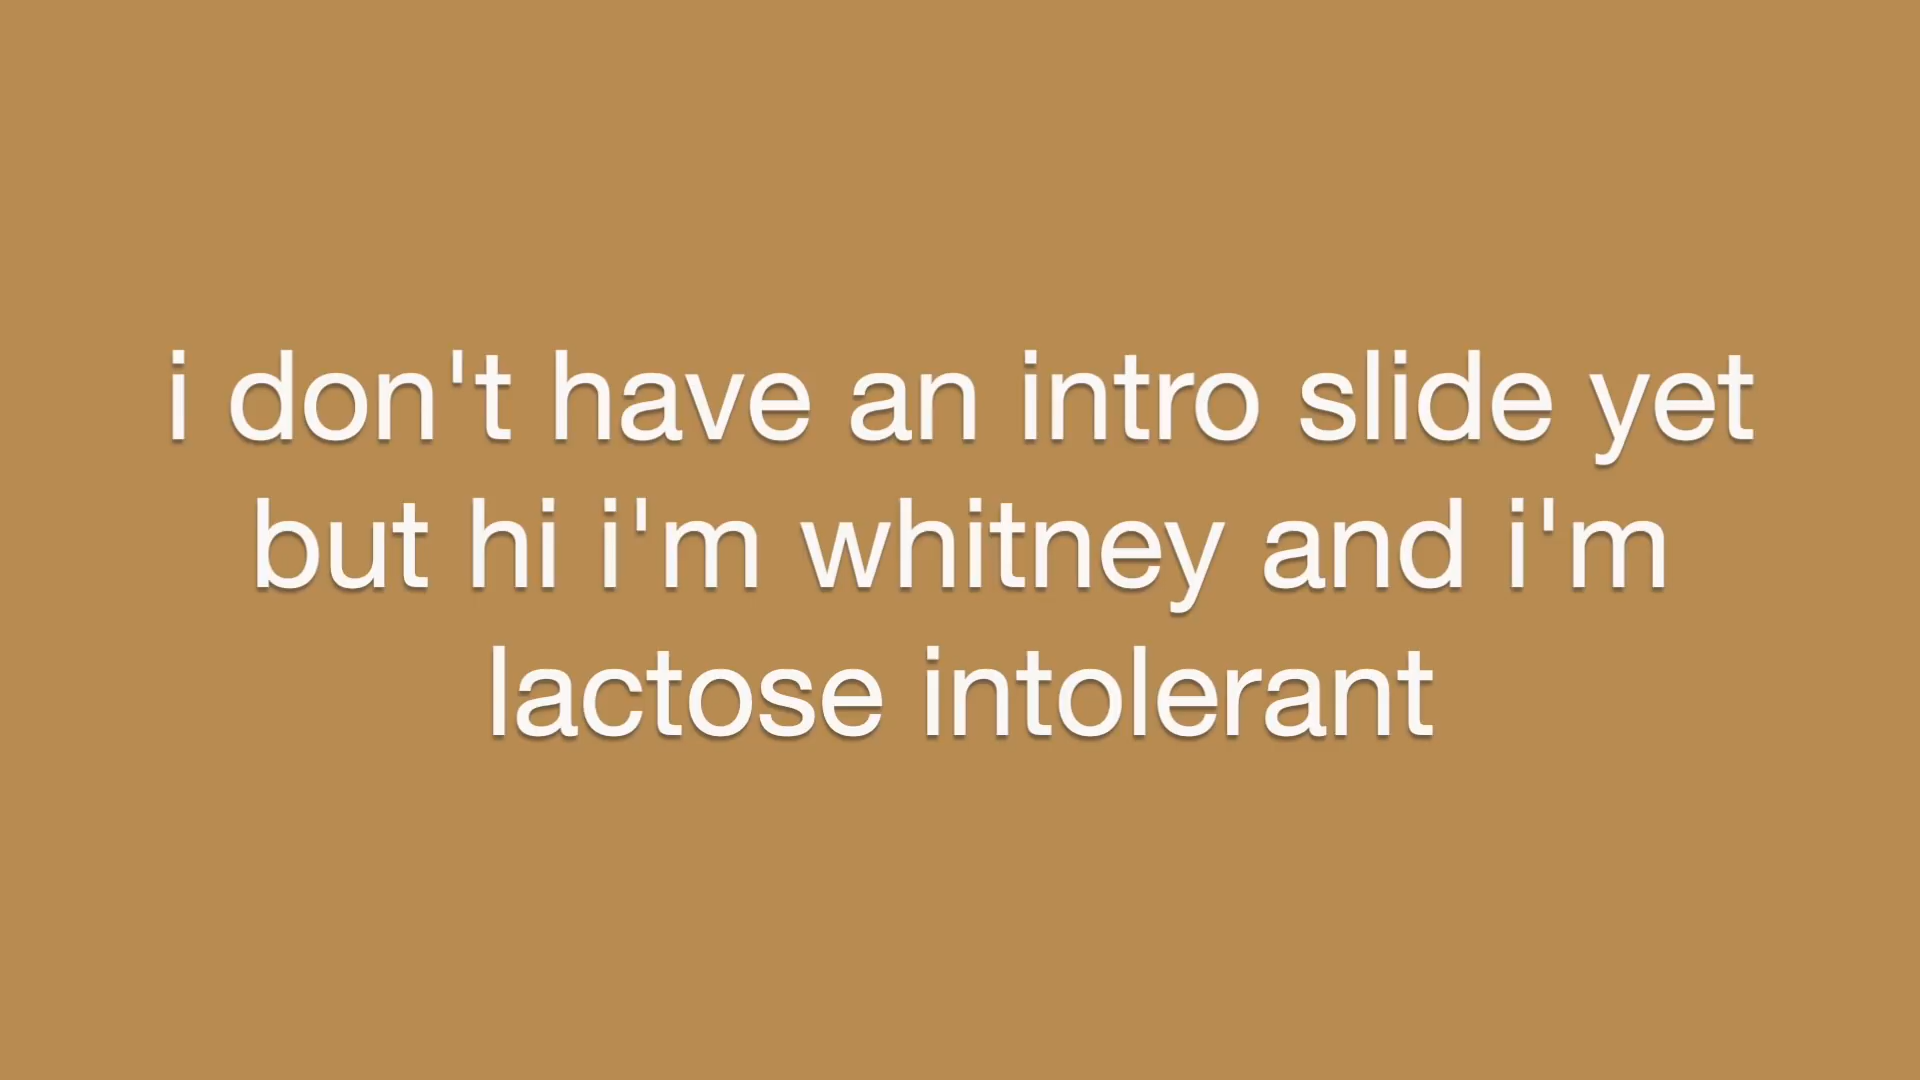 i don't have an intro slide yet
but hi i'm whitney and i'm
lactose intolerant